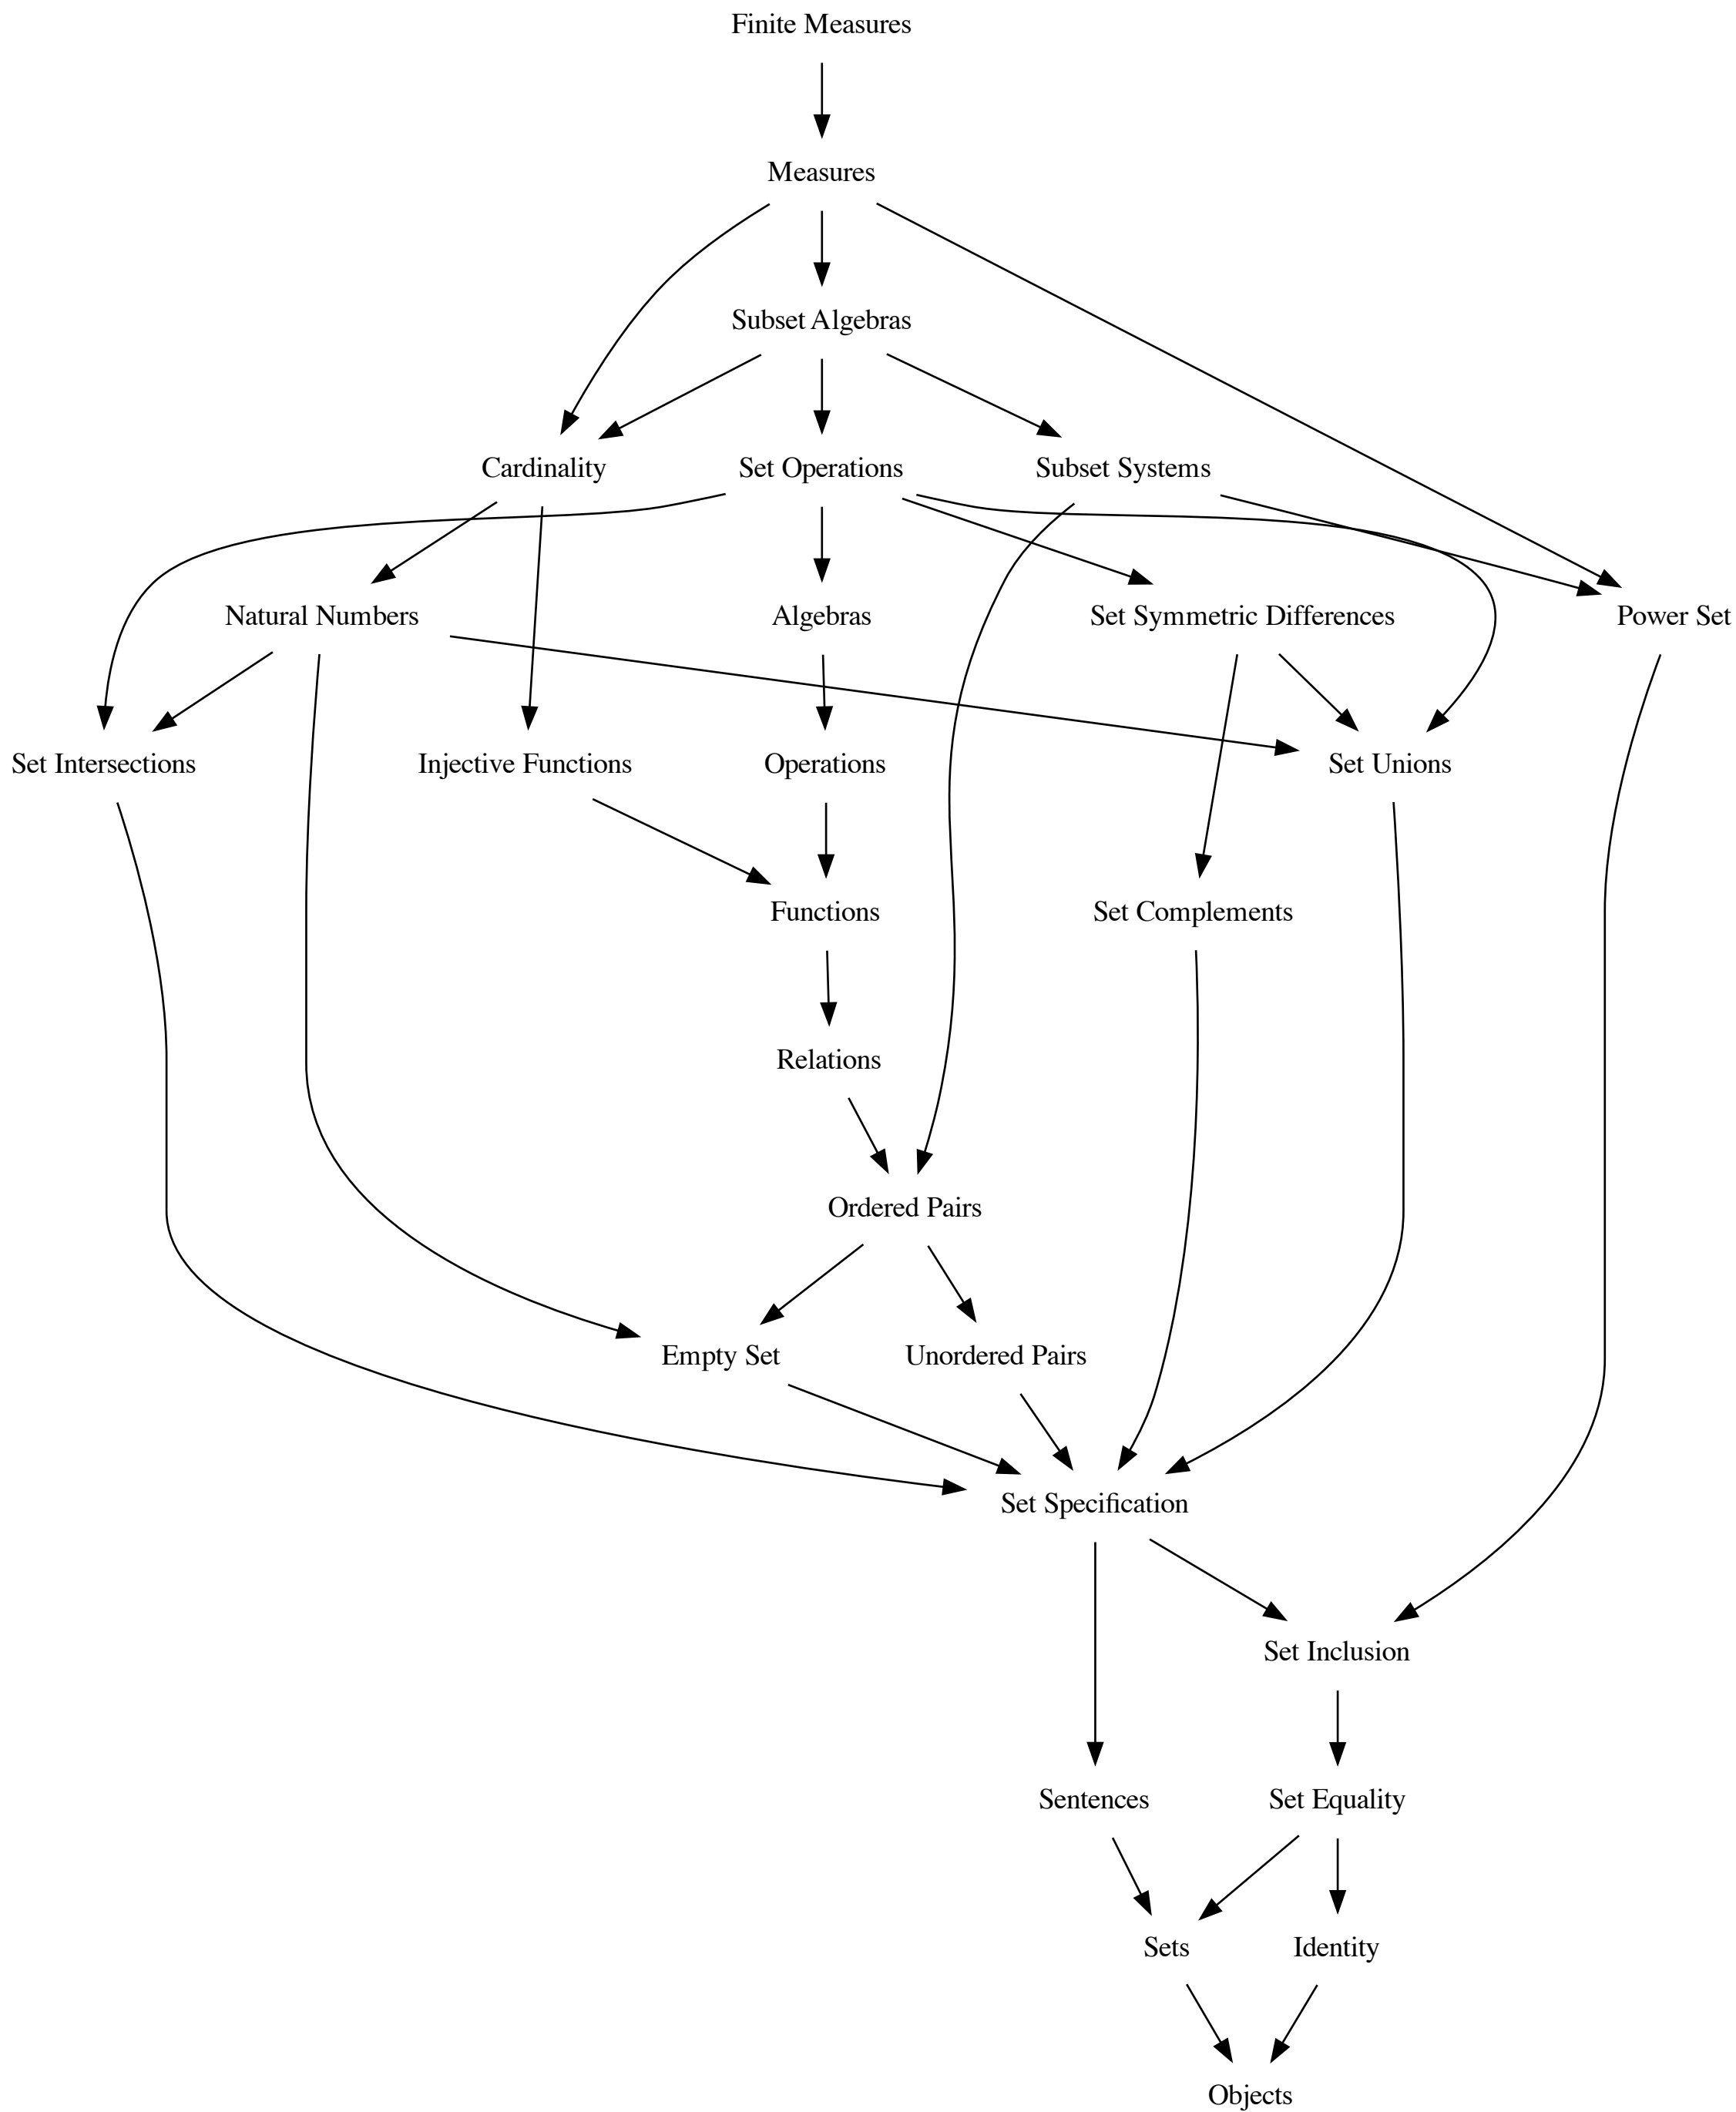 Finite Measures
Measures
Subset Algebras
Cardinality
Set Operations
Subset Systems
Natural Numbers
Algebras
Set Symmetric Differences
Power Set
Set Intersections
Injective Functions
Operations
Set Unions
Functions
Set Complements
Relations
Ordered Pairs
Empty Set
Unordered Pairs
Set Specification
Set Inclusion
Sentences
Set Equality
Sets
Identity
Objects